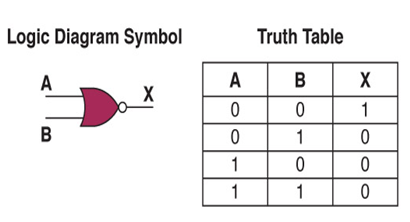 Logic Diagram Symbol
A
B
X
Truth Table
A B X
0 0 1
0 1 0
1 0 0
1 1 0